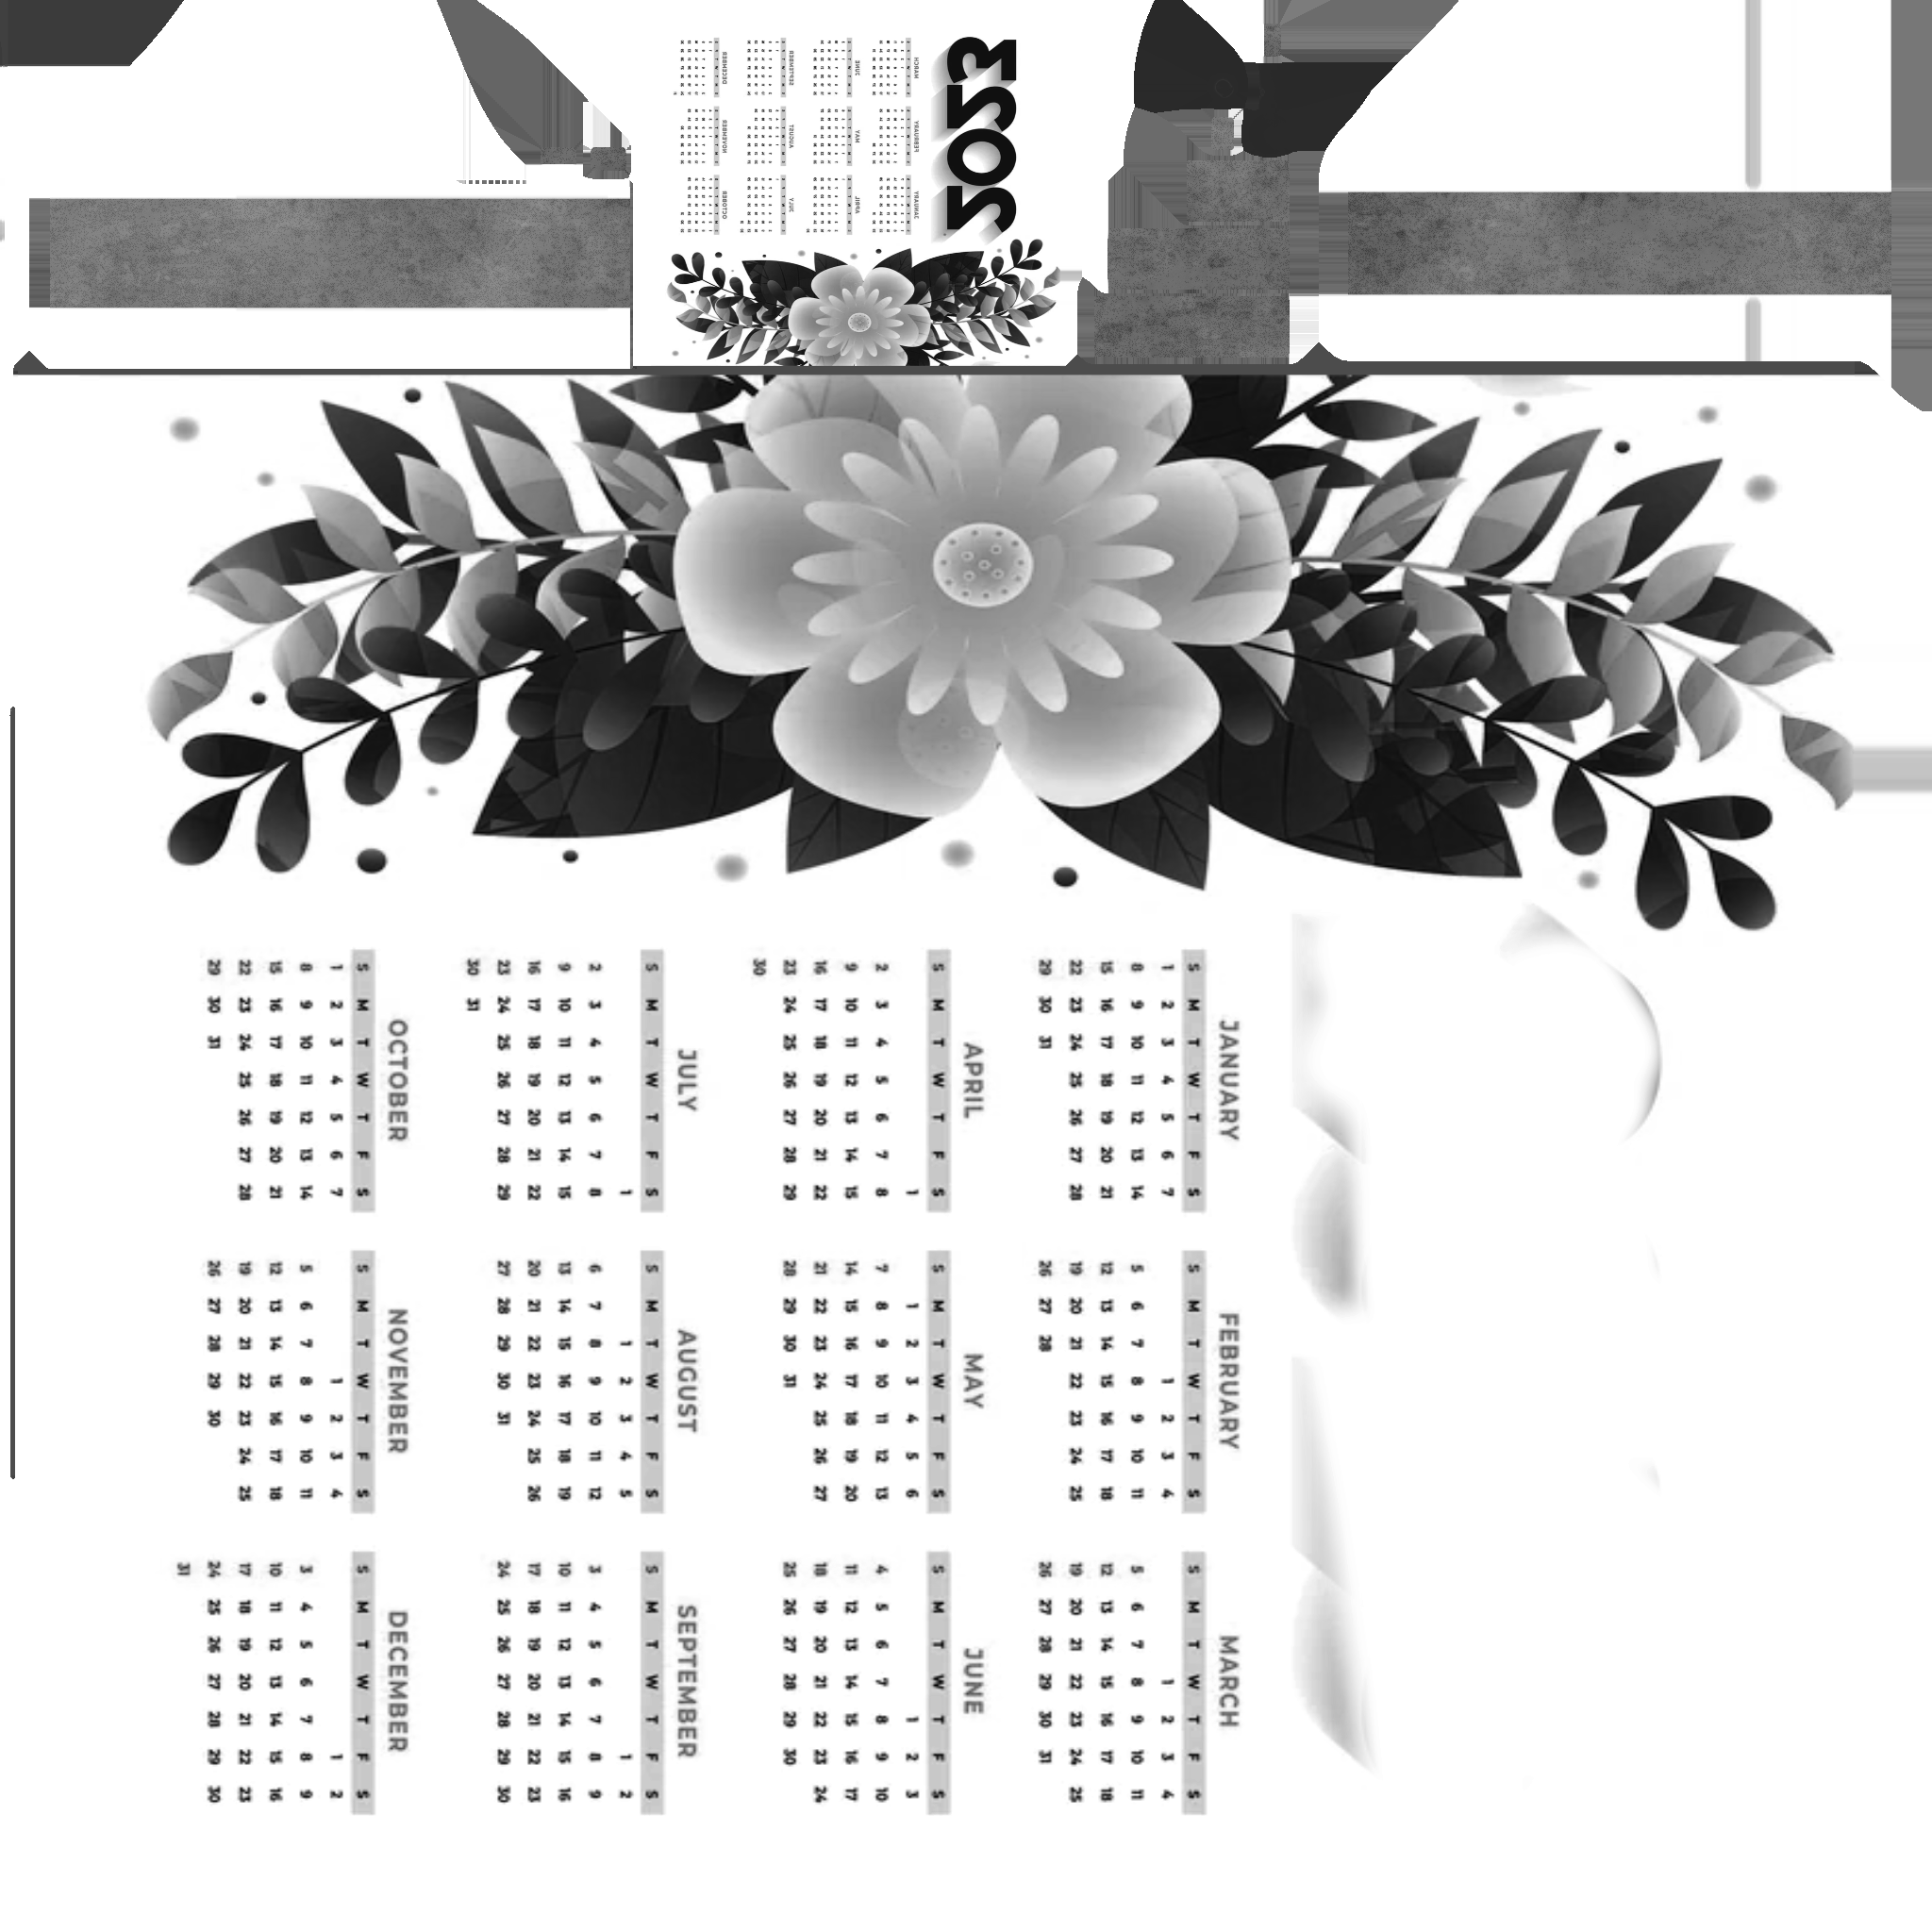 2023
JANUARY FEBRUARY MARCH
APRIL MAY JUNE
JULY AUGUST SEPTEMBER
OCTOBER NOVEMBER DECEMBER
JANUARY
S M T W T F S
1 2 3 4 5 6 7
8 9 10 11 12 13 14
15 16 17 18 19 20 21
22 23 24 25 26 27 28
29 30 31
FEBRUARY
S M T W T F S
1 2 3 4
5 6 7 8 9 10 11
12 13 14 15 16 17 18
19 20 21 22 23 24 25
26 27 28
MARCH
S M T W T F S
1 2 3 4
5 6 7 8 9 10 11
12 13 14 15 16 17 18
19 20 21 22 23 24 25
26 27 28 29 30 31
APRIL
S M T W T F S
1
2 3 4 5 6 7 8
9 10 11 12 13 14 15
16 17 18 19 20 21 22
23 24 25 26 27 28 29
30
MAY
S M T W T F S
1 2 3 4 5 6
7 8 9 10 11 12 13
14 15 16 17 18 19 20
21 22 23 24 25 26 27
28 29 30 31
JUNE
S M T W T F S
1 2 3
4 5 6 7 8 9 10
11 12 13 14 15 16 17
18 19 20 21 22 23 24
25 26 27 28 29 30
JULY
S M T W T F S
1
2 3 4 5 6 7 8
9 10 11 12 13 14 15
16 17 18 19 20 21 22
23 24 25 26 27 28 29
30 31
AUGUST
S M T W T F S
1 2 3 4 5
6 7 8 9 10 11 12
13 14 15 16 17 18 19
20 21 22 23 24 25 26
27 28 29 30 31
SEPTEMBER
S M T W T F S
1 2
3 4 5 6 7 8 9
10 11 12 13 14 15 16
17 18 19 20 21 22 23
24 25 26 27 28 29 30
OCTOBER
S M T W T F S
1 2 3 4 5 6 7
8 9 10 11 12 13 14
15 16 17 18 19 20 21
22 23 24 25 26 27 28
29 30 31
NOVEMBER
S M T W T F S
1 2 3 4
5 6 7 8 9 10 11
12 13 14 15 16 17 18
19 20 21 22 23 24 25
26 27 28 29 30
DECEMBER
S M T W T F S
1 2
3 4 5 6 7 8 9
10 11 12 13 14 15 16
17 18 19 20 21 22 23
24 25 26 27 28 29 30
31